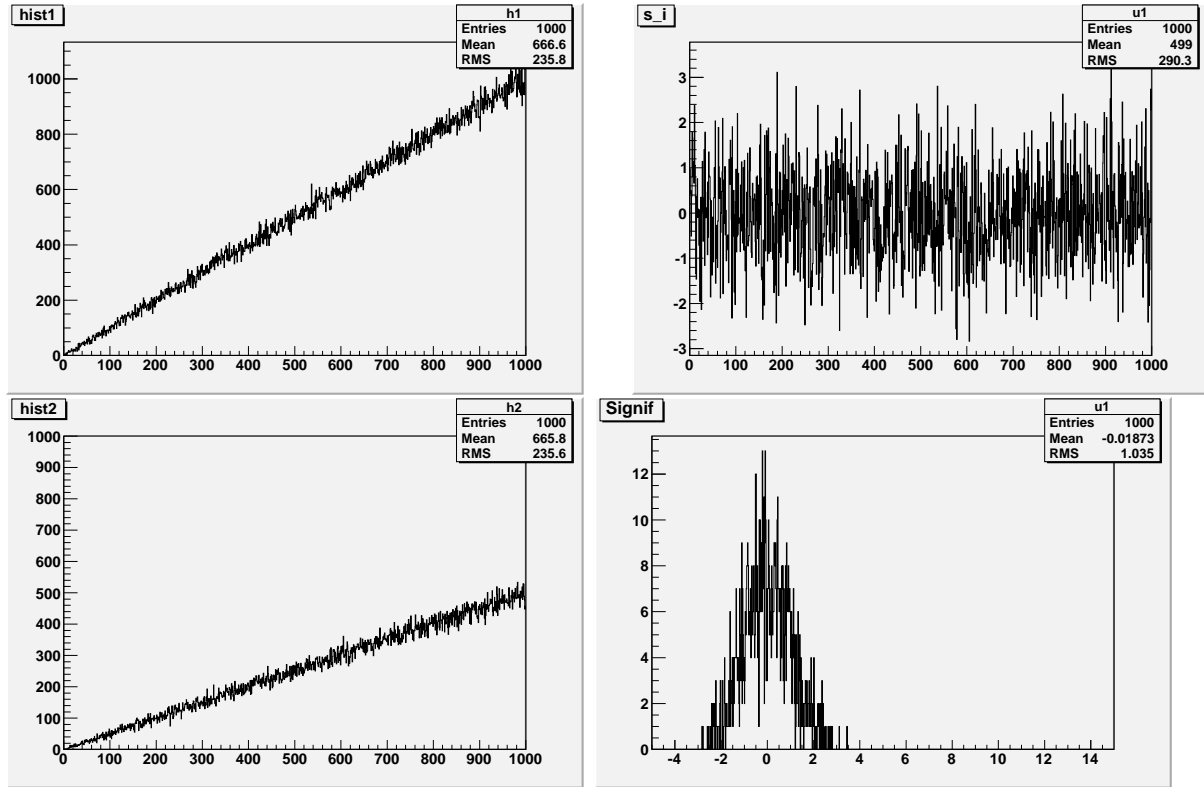 hist1
h1
Entries 1000
Mean 666.6
RMS 235.8
1000
800
600
400
200
0
0 100 200 300 400 500 600 700 800 900 1000
s_i
u1
Entries 1000
Mean 499
RMS 290.3
3
2
1
0
-1
-2
-3
0 100 200 300 400 500 600 700 800 900 1000
hist2
h2
Entries 1000
Mean 665.8
RMS 235.6
1000
900
800
700
600
500
400
300
200
100
0
0 100 200 300 400 500 600 700 800 900 1000
Signif
u1
Entries 1000
Mean -0.01873
RMS 1.035
12
10
8
6
4
2
0
-4 -2 0 2 4 6 8 10 12 14